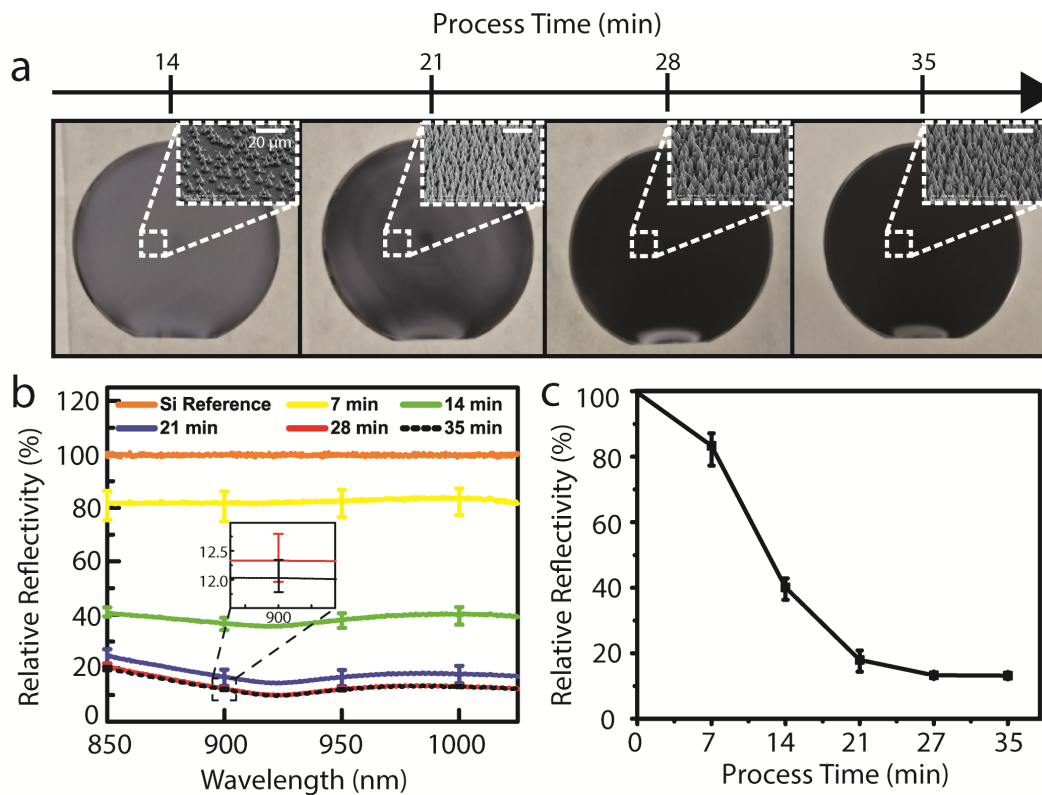 Process Time (min)
a
14 21 28 35
20 μm
b
120
100
80
60
40
20
0
Relative Reflectivity (%)
Si Reference 7 min 14 min
21 min 28 min 35 min
12.5
12.0
900
850 900 950 1000
Wavelength (nm)
c
100
80
60
40
20
0
Relative Reflectivity (%)
0 7 14 21 27 35
Process Time (min)